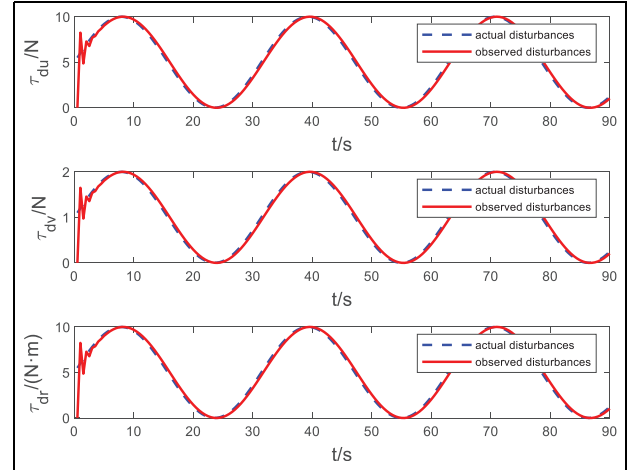 10
5
0
τdu/N
actual disturbances
observed disturbances
0 10 20 30 40 50 60 70 80 90
t/s
2
1
0
τdv/N
actual disturbances
observed disturbances
0 10 20 30 40 50 60 70 80 90
t/s
10
5
0
τdr/(N·m)
actual disturbances
observed disturbances
0 10 20 30 40 50 60 70 80 90
t/s